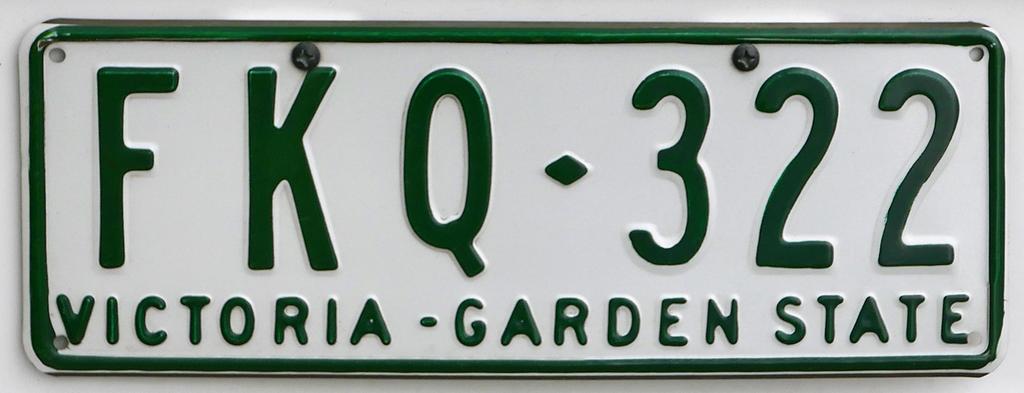 FKQ♦322
VICTORIA - GARDEN STATE